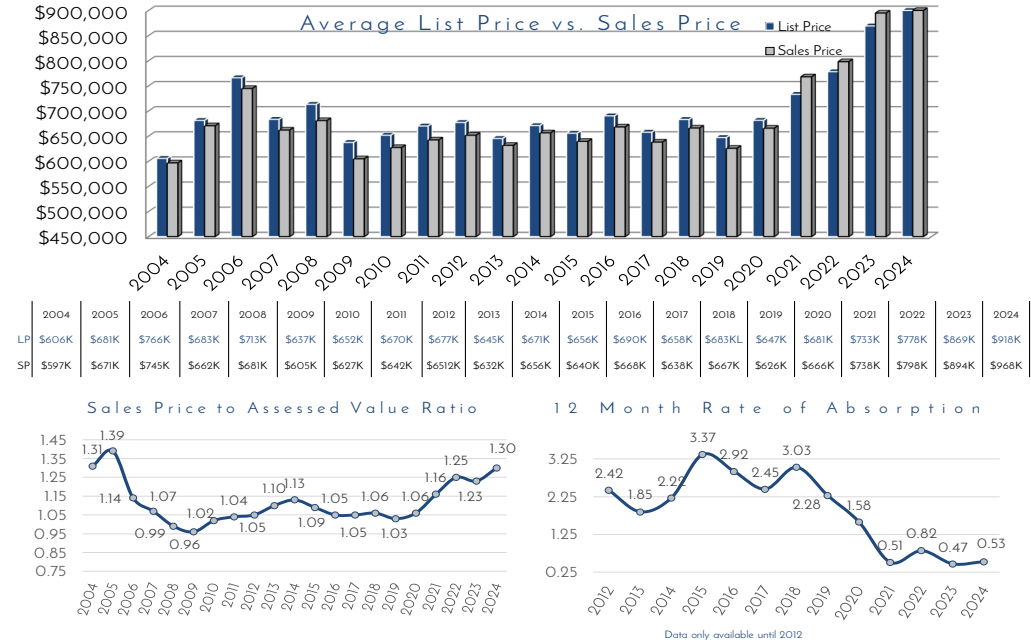 Average List Price vs. Sales Price
List Price
Sales Price
$900,000
$850,000
$800,000
$750,000
$700,000
$650,000
$600,000
$550,000
$500,000
$450,000
2004 2005 2006 2007 2008 2009 2010 2011 2012 2013 2014 2015 2016 2017 2018 2019 2020 2021 2022 2023 2024
2004 2005 2006 2007 2008 2009 2010 2011 2012 2013 2014 2015 2016 2017 2018 2019 2020 2021 2022 2023 2024
LP $606K $681K $766K $683K $713K $637K $652K $670K $677K $645K $671K $656K $690K $658K $683KL $647K $681K $733K $778K $869K $918K
SP $597K $671K $745K $662K $681K $605K $627K $642K $6512K $632K $656K $640K $668K $638K $667K $626K $666K $738K $798K $894K $968K
Sales Price to Assessed Value Ratio
1.45
1.35
1.25
1.15
1.05
0.95
0.85
0.75
1.31 1.39 1.14 1.07 0.99 0.96 1.02 1.04 1.05 1.10 1.13 1.09 1.05 1.05 1.06 1.03 1.06 1.16 1.25 1.23 1.30
2004 2005 2006 2007 2008 2009 2010 2011 2012 2013 2014 2015 2016 2017 2018 2019 2020 2021 2022 2023 2024
12 Month Rate of Absorption
3.25
2.25
1.25
0.25
2.42 1.85 2.22 3.37 2.92 2.45 3.03 2.28 1.58 0.51 0.82 0.47 0.53
2012 2013 2014 2015 2016 2017 2018 2019 2020 2021 2022 2023 2024
Data only available until 2012